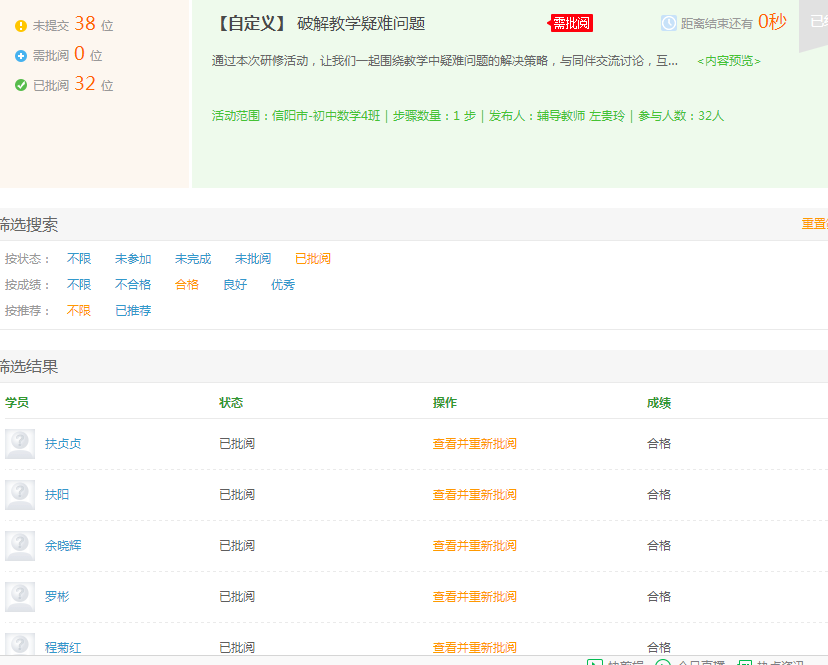 未提交 38 位
需批阅 0 位
已批阅 32 位
【自定义】 破解教学疑难问题
需批阅
距离结束还有 0秒
通过本次研修活动，让我们一起围绕教学中疑难问题的解决策略，与同伴交流讨论，互... <内容预览>
活动范围：信阳市-初中数学4班 | 步骤数量：1 步 | 发布人：辅导教师 左贵玲 | 参与人数：32人
筛选搜索
重置
按状态： 不限 未参加 未完成 未批阅 已批阅
按成绩： 不限 不合格 合格 良好 优秀
按推荐： 不限 已推荐
筛选结果
学员 状态 操作 成绩
扶贞贞 已批阅 查看并重新批阅 合格
扶阳 已批阅 查看并重新批阅 合格
余晓辉 已批阅 查看并重新批阅 合格
罗彬 已批阅 查看并重新批阅 合格
程菊红 已批阅 查看并重新批阅 合格